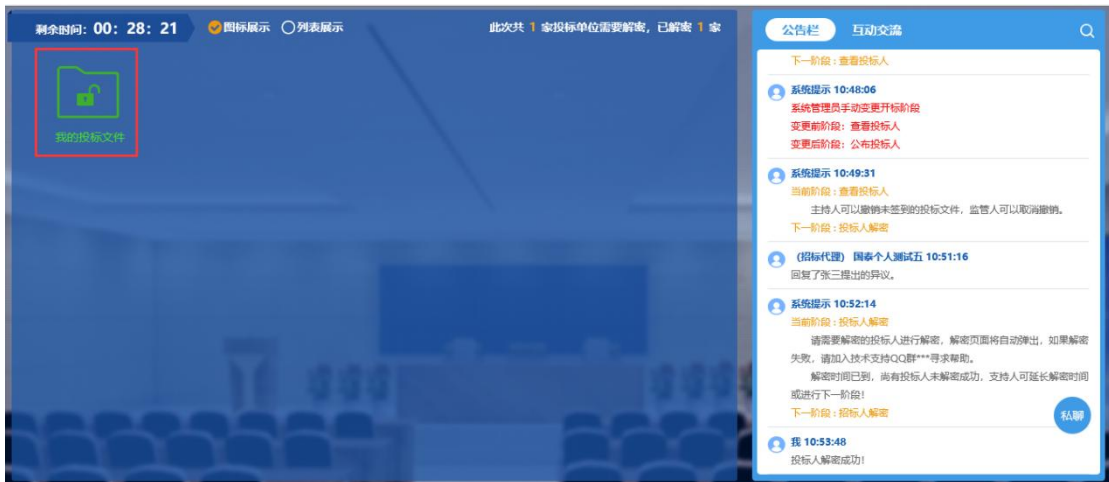 剩余时间：00：28：21 图标展示 列表展示 此次共 1 家投标单位需要解密，已解密 1 家
我的投标文件
公告栏 互动交流
下一阶段：查看投标人
系统提示 10:48:06
系统管理员手动变更开标阶段
变更前阶段：查看投标人
变更后阶段：公布投标人
系统提示 10:49:31
当前阶段：查看投标人
主持人可以撤销未签到的投标文件，监管人可以取消撤销。
下一阶段：投标人解密
(招标代理) 国泰个人测试五 10:51:16
回复了张三提出的异议。
系统提示 10:52:14
当前阶段：投标人解密
请需要解密的投标人进行解密，解密页面将自动弹出，如果解密
失败，请加入技术支持QQ群***寻求帮助。
解密时间已到，尚有投标人未解密成功，支持人可延长解密时间
或进行下一阶段！
下一阶段：招标人解密
私聊
我 10:53:48
投标人解密成功！